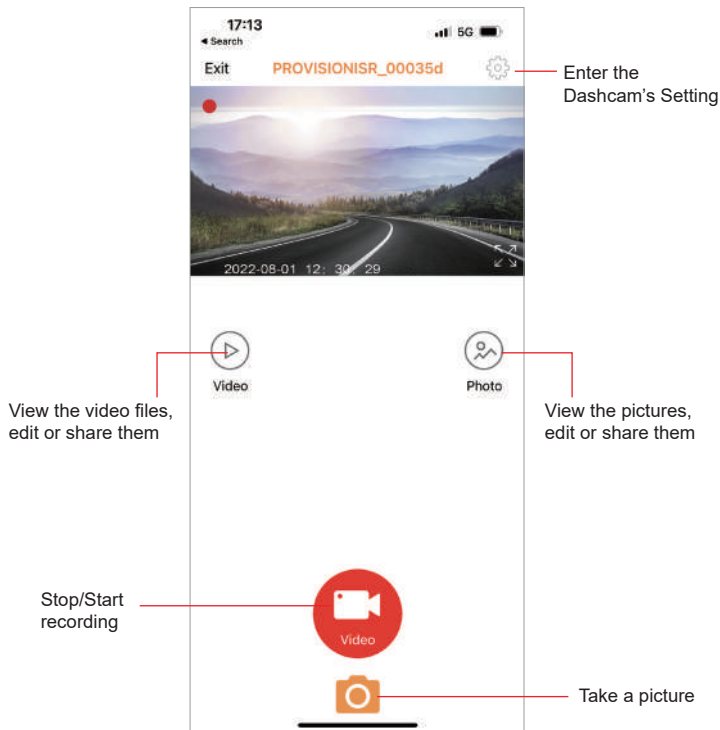 17:13
◀ Search
5G
Exit
PROVISIONISR_00035d
Enter the
Dashcam's Setting
2022-08-01 12: 30: 29
Video
Photo
View the video files,
edit or share them
View the pictures,
edit or share them
Stop/Start
recording
Video
Take a picture